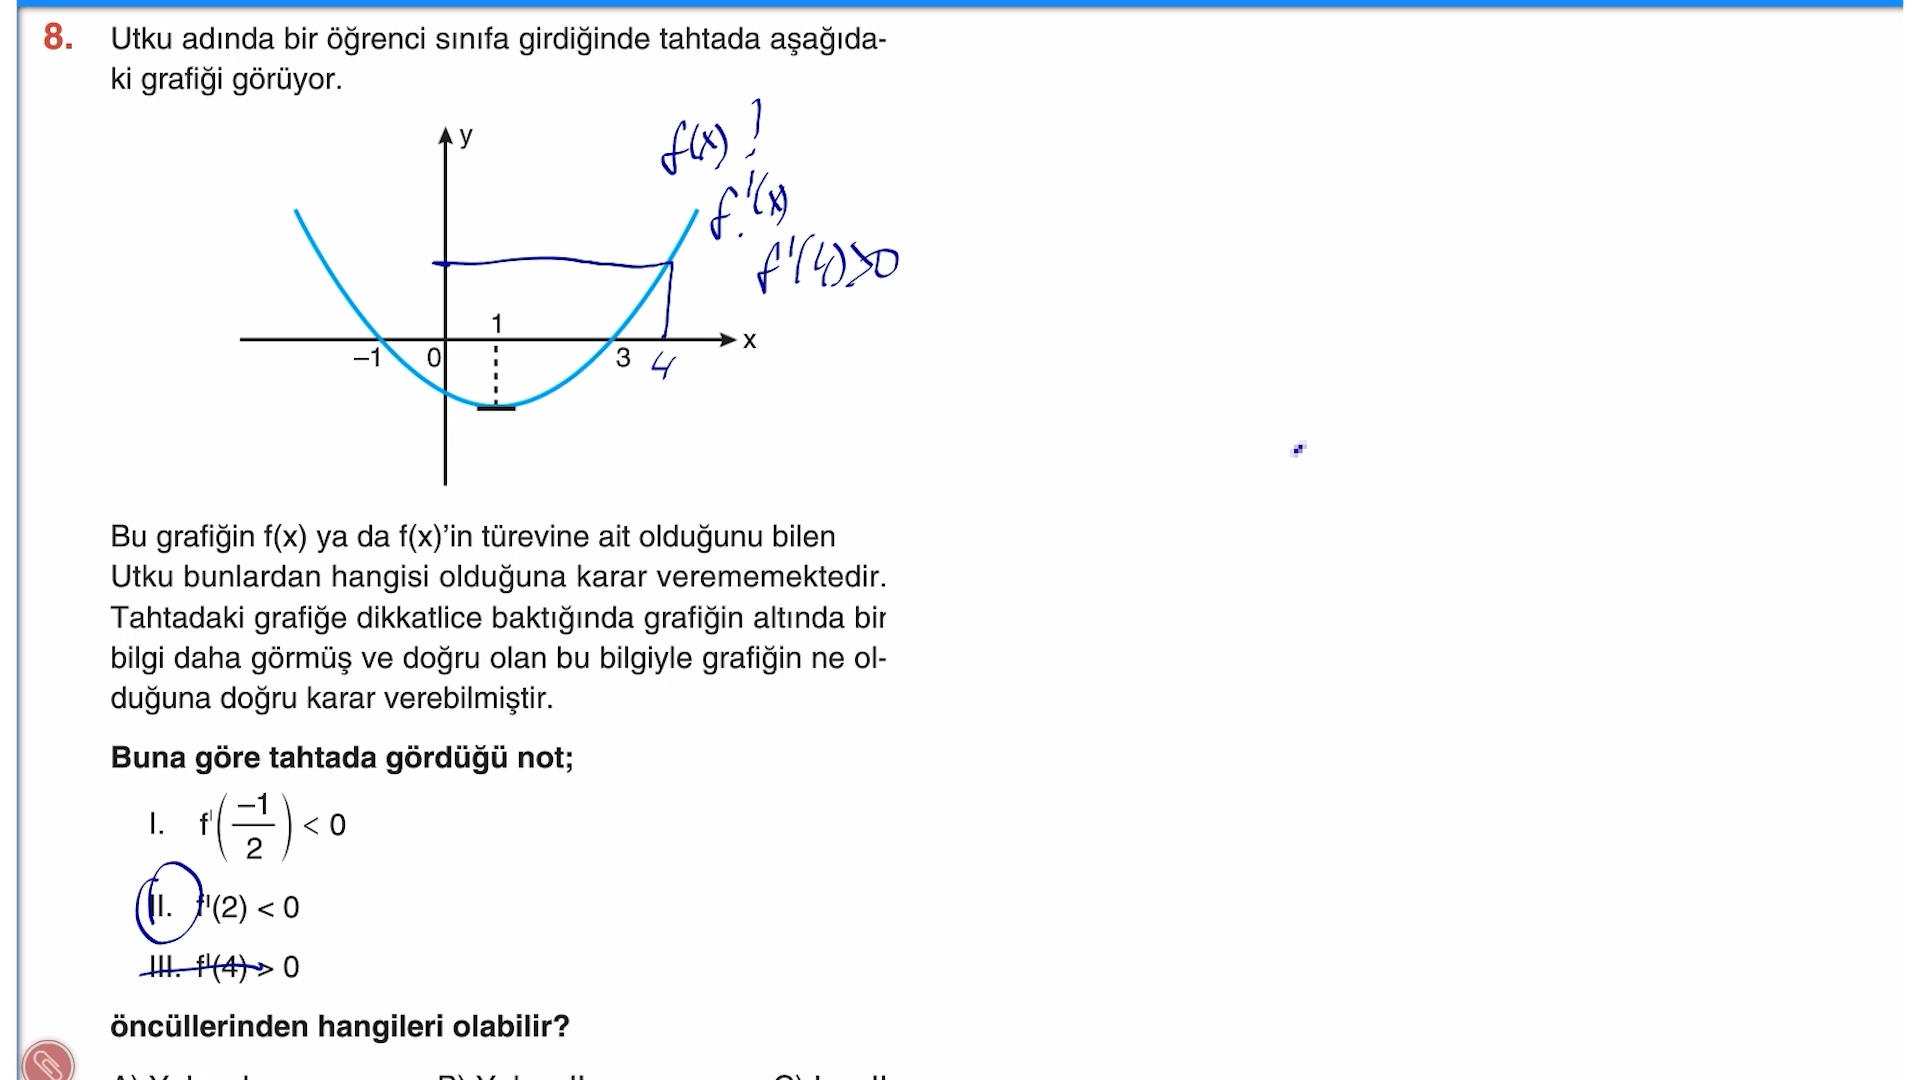 8. Utku adında bir öğrenci sınıfa girdiğinde tahtada aşağıda-
ki grafiği görüyor.
y
f(x) ?
f'(x)
f'(4)>0
1
x
–1 0 3 4
Bu grafiğin f(x) ya da f(x)’in türevine ait olduğunu bilen
Utku bunlardan hangisi olduğuna karar verememektedir.
Tahtadaki grafiğe dikkatlice baktığında grafiğin altında bir
bilgi daha görmüş ve doğru olan bu bilgiyle grafiğin ne ol-
duğuna doğru karar verebilmiştir.
Buna göre tahtada gördüğü not;
I. f'(–1/2) < 0
II. f'(2) < 0
III. f'(4) > 0
öncüllerinden hangileri olabilir?